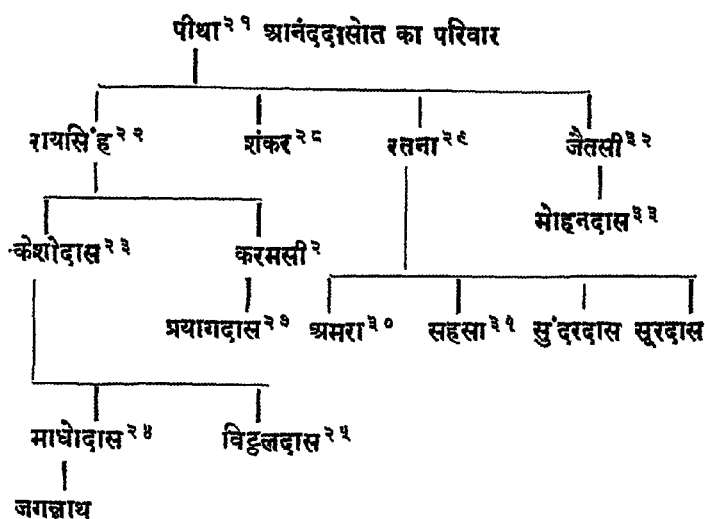 पीथा२१ आनंददासोत का परिवार
रायसिंह२२ शंकर२८ रतना२९ जैतसी३२
मोहनदास३३
केशोदास२३ करमसी२
प्रयागदास२७ अमरा३० सहसा३१ सुंदरदास सूरदास
माधोदास२४ विट्ठलदास२५
जगन्नाथ